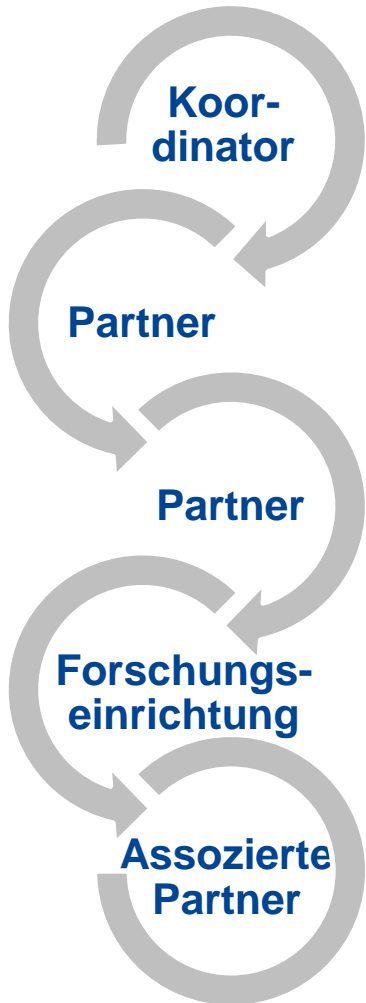 Koor-
dinator
Partner
Partner
Forschungs-
einrichtung
Assozierte
Partner